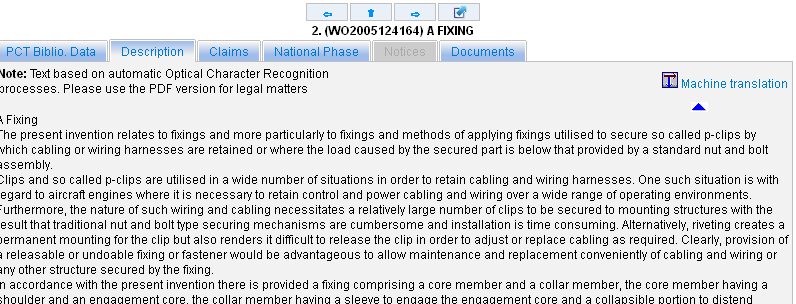 2. (WO2005124164) A FIXING
PCT Biblio. Data Description Claims National Phase Notices Documents
Note: Text based on automatic Optical Character Recognition
processes. Please use the PDF version for legal matters
Machine translation
A Fixing
The present invention relates to fixings and more particularly to fixings and methods of applying fixings utilised to secure so called p-clips by
which cabling or wiring harnesses are retained or where the load caused by the secured part is below that provided by a standard nut and bolt
assembly.
Clips and so called p-clips are utilised in a wide number of situations in order to retain cabling and wiring harnesses. One such situation is with
regard to aircraft engines where it is necessary to retain control and power cabling and wiring over a wide range of operating environments.
Furthermore, the nature of such wiring and cabling necessitates a relatively large number of clips to be secured to mounting structures with the
result that traditional nut and bolt type securing mechanisms are cumbersome and installation is time consuming. Alternatively, riveting creates a
permanent mounting for the clip but also renders it difficult to release the clip in order to adjust or replace cabling as required. Clearly, provision of
a releasable or undoable fixing or fastener would be advantageous to allow maintenance and replacement conveniently of cabling and wiring or
any other structure secured by the fixing.
In accordance with the present invention there is provided a fixing comprising a core member and a collar member, the core member having a
shoulder and an engagement core, the collar member having a sleeve to engage the engagement core and a collapsible portion to distend